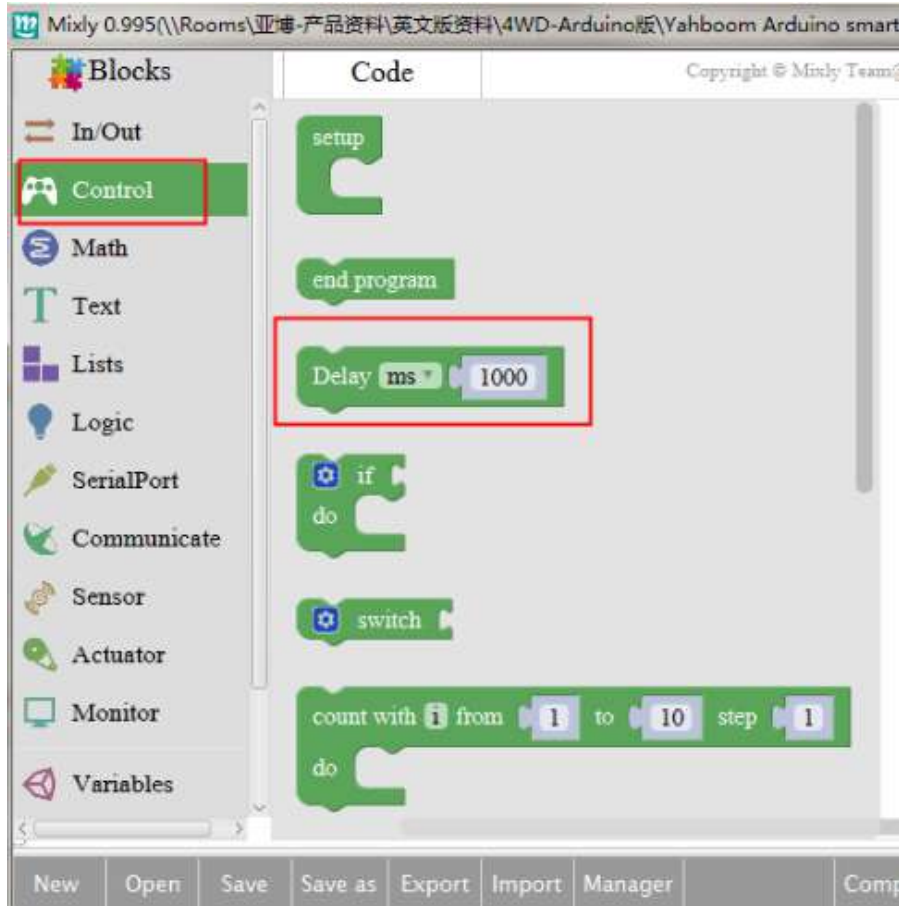 Mixly 0.995(\\Rooms\亚博-产品资料\英文版资料\4WD-Arduino版\Yahboom Arduino smart
Blocks
Code
Copyright © Mixly Team@
In/Out
Control
Math
Text
Lists
Logic
SerialPort
Communicate
Sensor
Actuator
Monitor
Variables
setup
end program
Delay ms 1000
if
do
switch
count with i from 1 to 10 step 1
do
New Open Save Save as Export Import Manager Comp